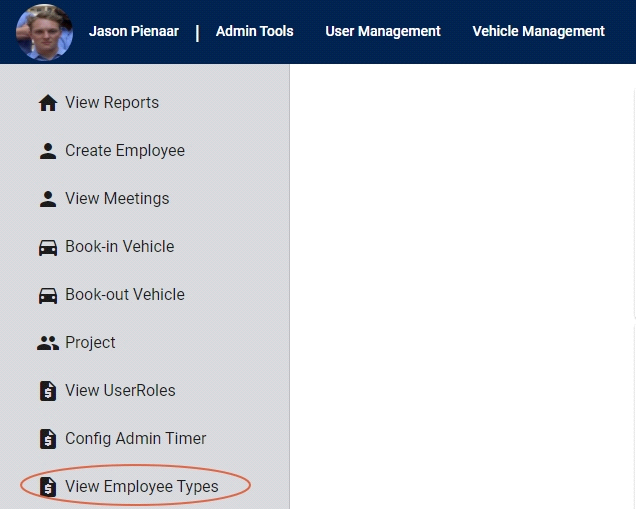 Jason Pienaar | Admin Tools User Management Vehicle Management
View Reports
Create Employee
View Meetings
Book-in Vehicle
Book-out Vehicle
Project
View UserRoles
Config Admin Timer
View Employee Types